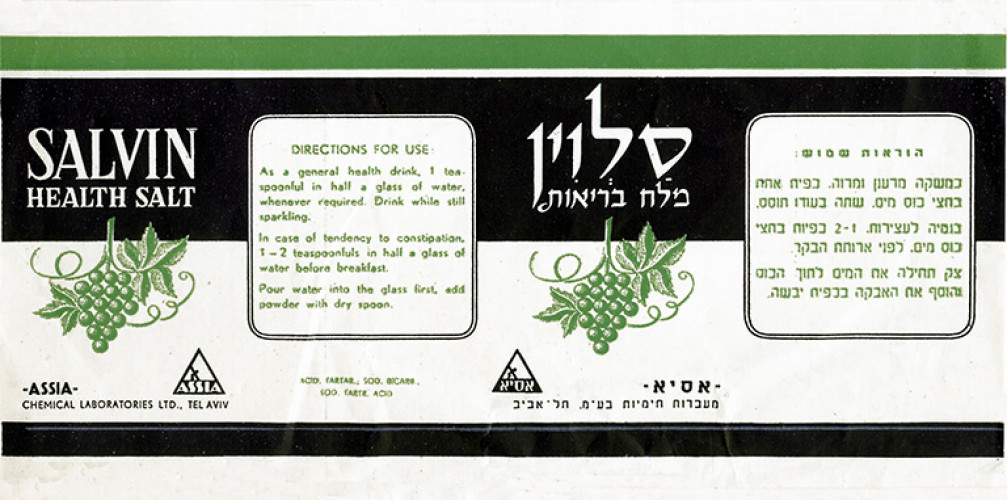 SALVIN
HEALTH SALT
-ASSIA-
CHEMICAL LABORATORIES LTD., TEL AVIV
ASSIA
DIRECTIONS FOR USE:
As a general health drink, 1 tea-
spoonful in half a glass of water,
whenever required. Drink while still
sparkling.
In case of tendency to constipation,
1 – 2 teaspoonfuls in half a glass of
water before breakfast.
Pour water into the glass first, add
powder with dry spoon.
ACID. TARTAR.; SOD. BICARB.,
SOD. TARTR. ACID
סַלְוִין
מלח בריאות
אסיא
-אסיא-
מעבדות חימיות בע"מ. תל-אביב
הוראות שמוש:
כמשקה מרענן ומרוה. כפית אחת
בחצי כוס מים. שתה בעודו תוסס.
בנטיה לעצירות. 1-2 כפיות בחצי
כוס מים. לפני ארוחת הבקר.
צק תחילה את המים לתוך הכוס
והוסף את האבקה בכפית יבשה.